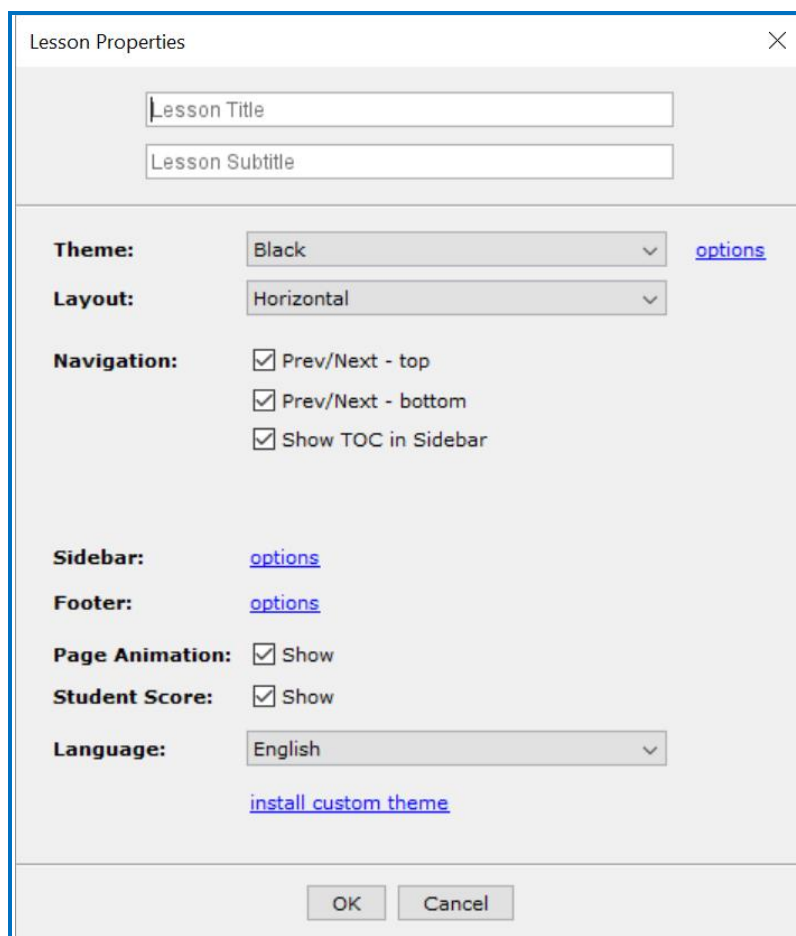 Lesson Properties
Lesson Title
Lesson Subtitle
Theme: Black options
Layout: Horizontal
Navigation: Prev/Next - top
Prev/Next - bottom
Show TOC in Sidebar
Sidebar: options
Footer: options
Page Animation: Show
Student Score: Show
Language: English
install custom theme
OK Cancel